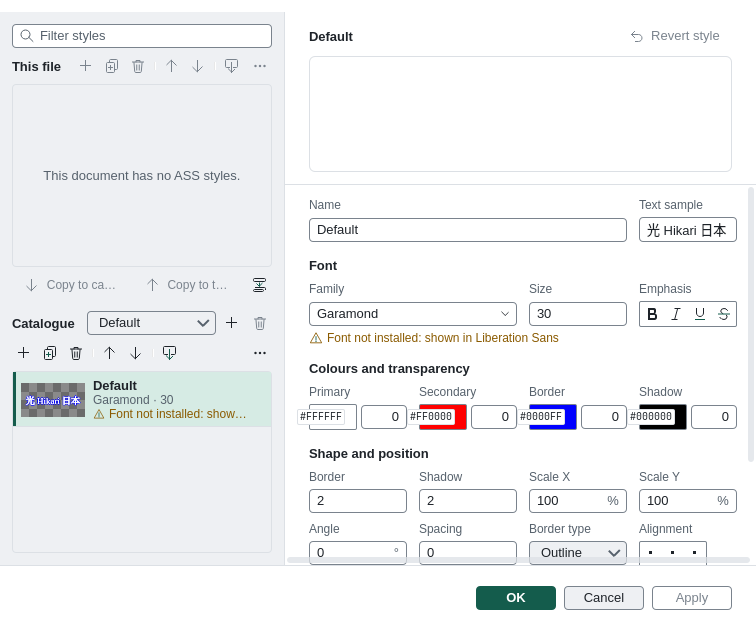 Filter styles
This file
This document has no ASS styles.
Copy to ca…
Copy to t…
Catalogue
Default
Default
Garamond · 30
Font not installed: show…
光 Hikari 日本
Default
Revert style
Name
Text sample
Default
光 Hikari 日本
Font
Family
Size
Emphasis
Garamond
30
B I U S
Font not installed: shown in Liberation Sans
Colours and transparency
Primary
Secondary
Border
Shadow
#FFFFFF
0
#FF0000
0
#0000FF
0
#000000
0
Shape and position
Border
Shadow
Scale X
Scale Y
2
2
100 %
100 %
Angle
Spacing
Border type
Alignment
0 °
0
Outline
OK
Cancel
Apply